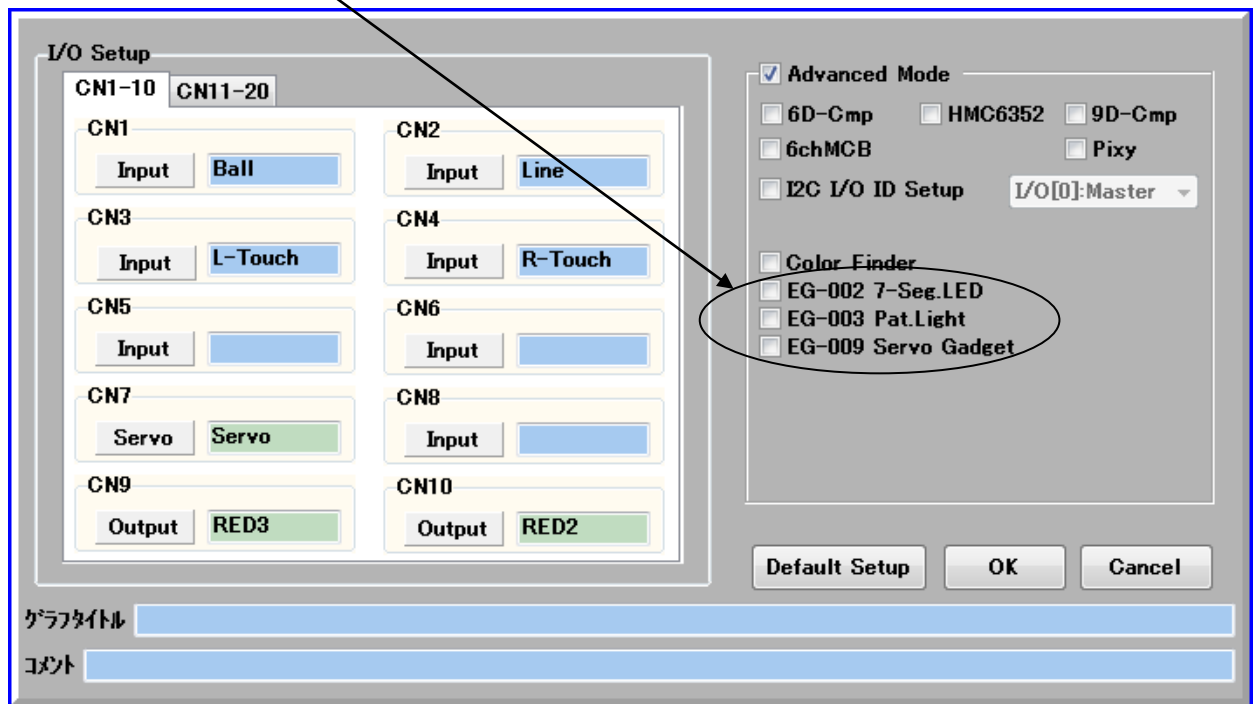 I/O Setup
CN1-10 CN11-20
CN1
Input Ball
CN2
Input Line
CN3
Input L-Touch
CN4
Input R-Touch
CN5
Input
CN6
Input
CN7
Servo Servo
CN8
Input
CN9
Output RED3
CN10
Output RED2
Advanced Mode
6D-Cmp HMC6352 9D-Cmp
6chMCB Pixy
I2C I/O ID Setup I/O[0]:Master
Color Finder
EG-002 7-Seg.LED
EG-003 Pat.Light
EG-009 Servo Gadget
Default Setup OK Cancel
グラフタイトル
コメント